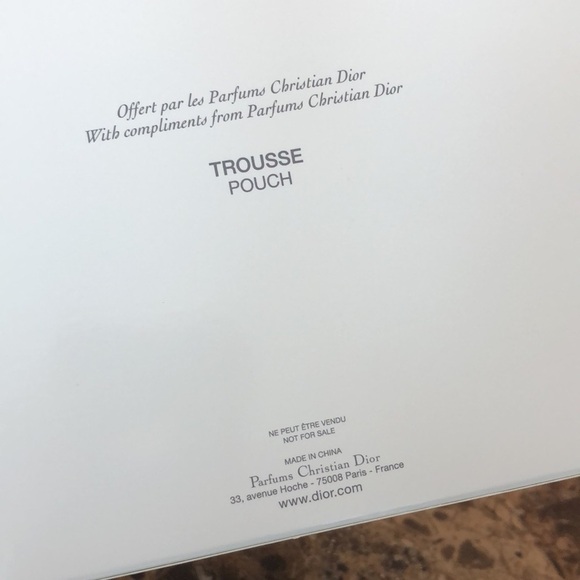 Offert par les Parfums Christian Dior
With compliments from Parfums Christian Dior
TROUSSE
POUCH
NE PEUT ÊTRE VENDU
NOT FOR SALE
MADE IN CHINA
Parfums Christian Dior
33, avenue Hoche - 75008 Paris - France
www.dior.com